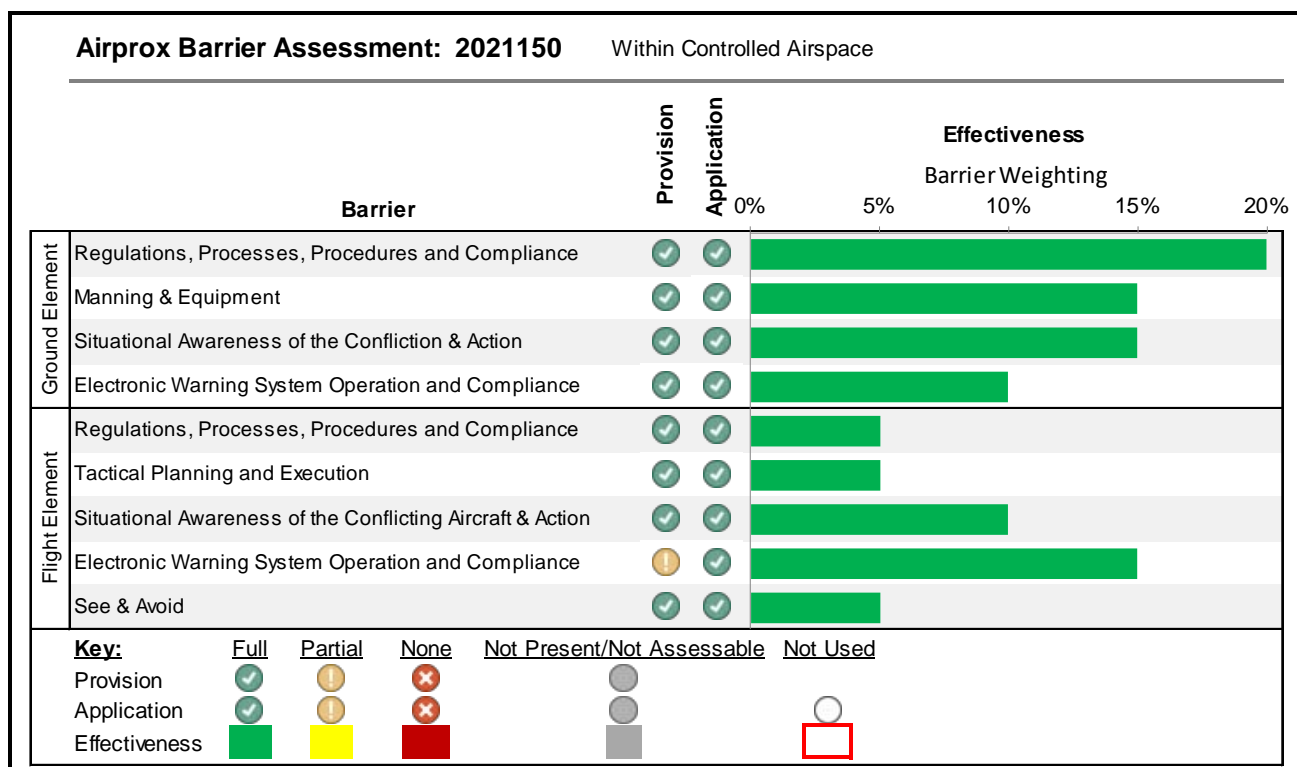 Airprox Barrier Assessment: 2021150 Within Controlled Airspace
Provision
Application
Effectiveness
Barrier Weighting
Barrier
0% 5% 10% 15% 20%
Ground Element
Regulations, Processes, Procedures and Compliance
Manning & Equipment
Situational Awareness of the Confliction & Action
Electronic Warning System Operation and Compliance
Flight Element
Regulations, Processes, Procedures and Compliance
Tactical Planning and Execution
Situational Awareness of the Conflicting Aircraft & Action
Electronic Warning System Operation and Compliance
See & Avoid
Key: Full Partial None Not Present/Not Assessable Not Used
Provision
Application
Effectiveness